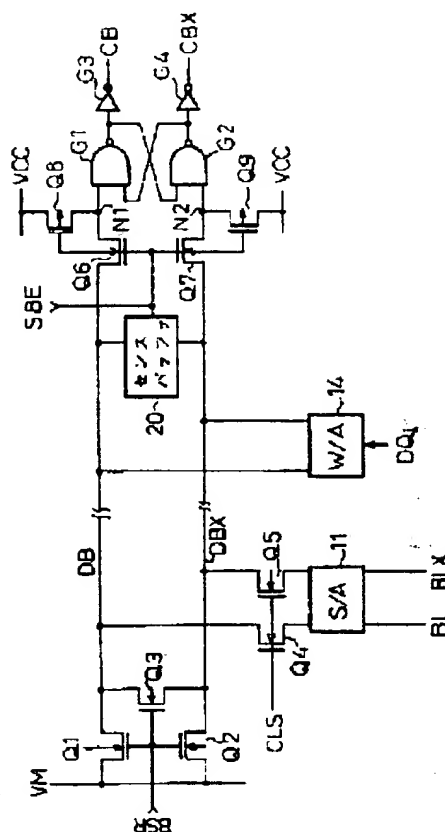 VCC
Q8
G3
CB
G1
N1
SBE
Q6
センス
バッファ
20
Q7
N2
G2
G4
CBX
Q9
VCC
VM
Q1
Q3
Q2
BSR
DB
DBX
CLS
Q4
Q5
S/A
11
BL
BLX
W/A
14